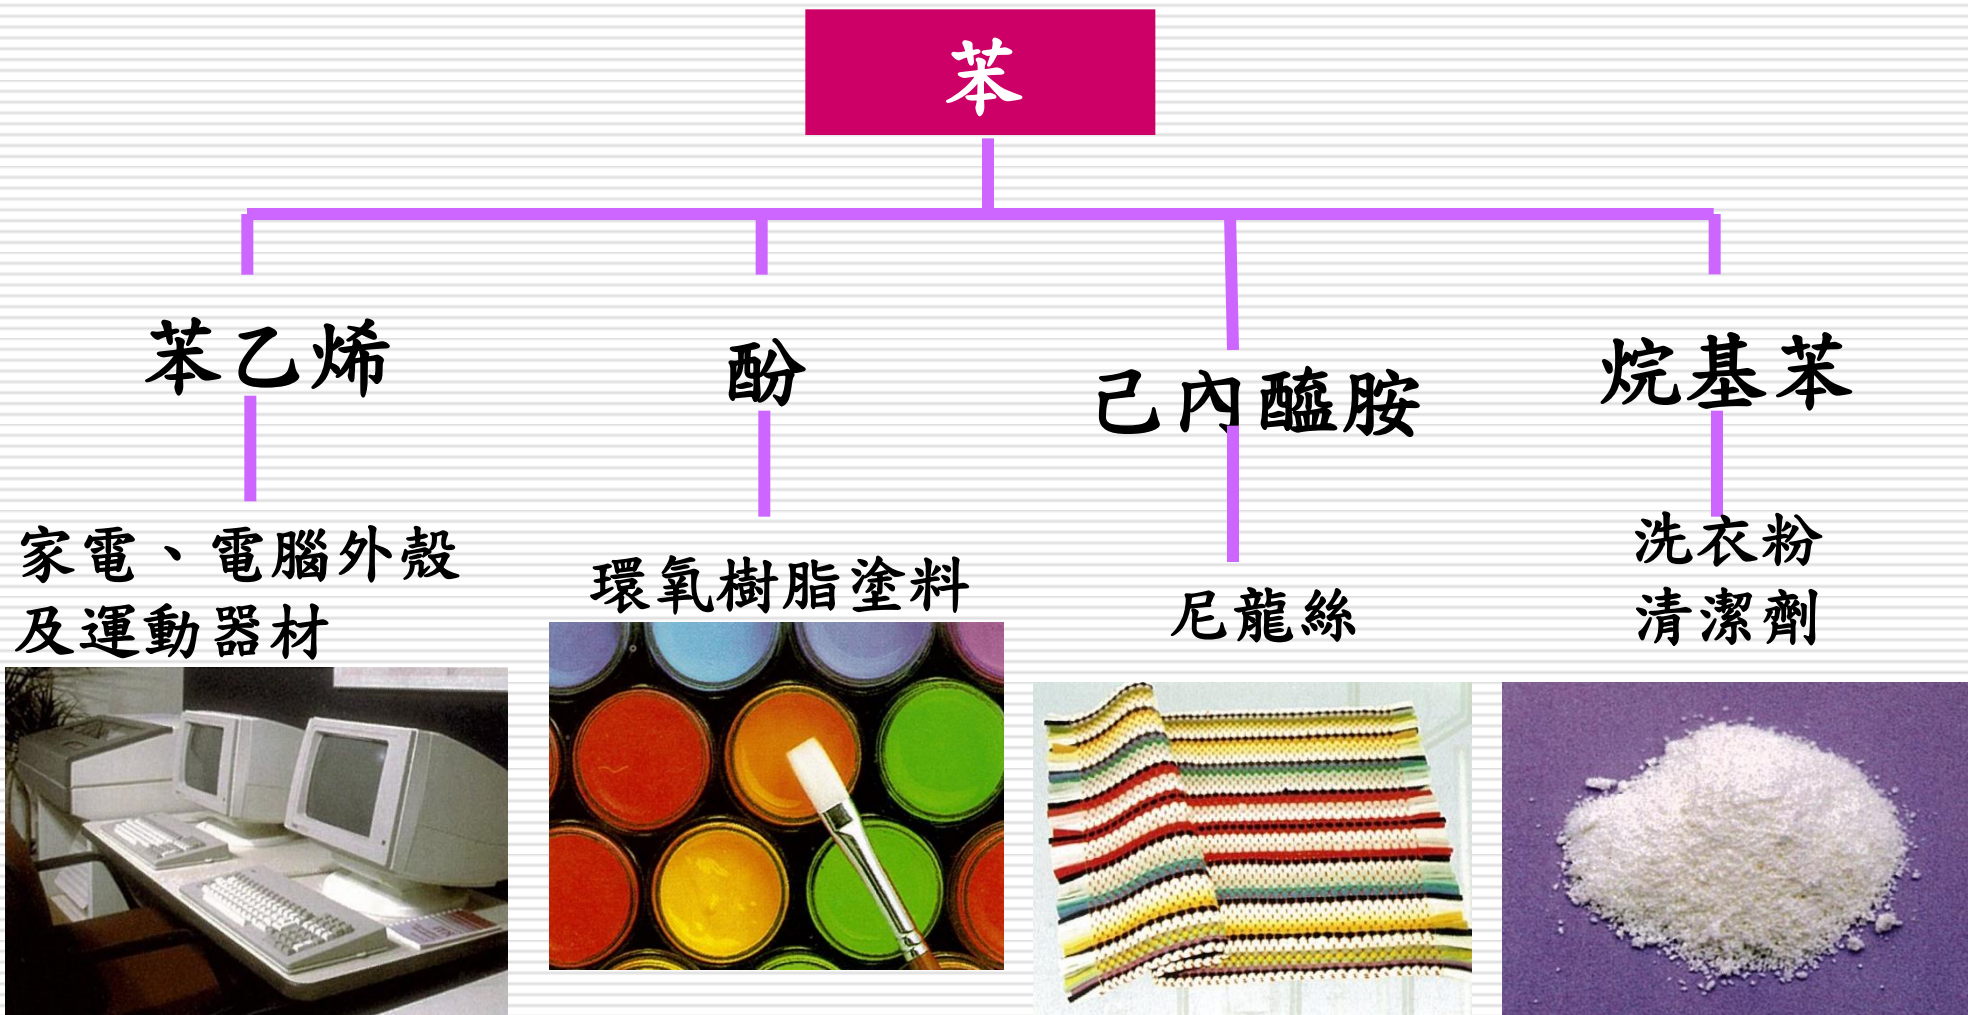 苯
苯乙烯
酚
己內醯胺
烷基苯
家電、電腦外殼
及運動器材
環氧樹脂塗料
尼龍絲
洗衣粉
清潔劑